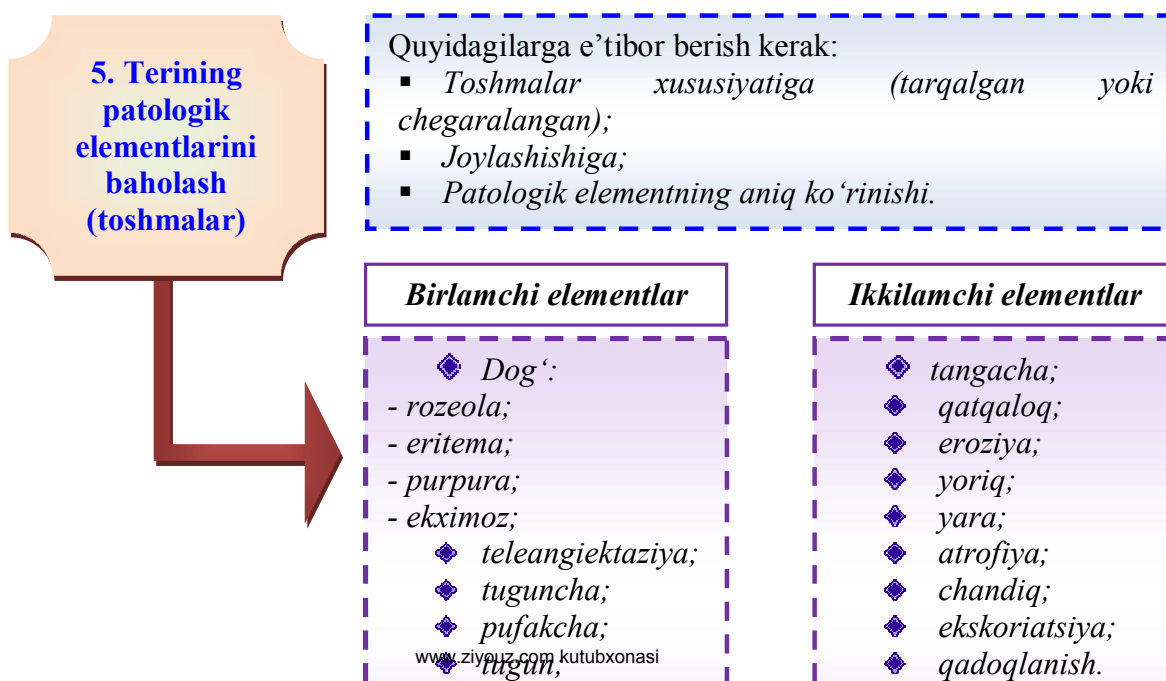 5. Terining
patologik
elementlarini
baholash
(toshmalar)
Quyidagilarga e’tibor berish kerak:
▪ Toshmalar xususiyatiga (tarqalgan yoki
chegaralangan);
▪ Joylashishiga;
▪ Patologik elementning aniq ko‘rinishi.
Birlamchi elementlar
Dog‘:
- rozeola;
- eritema;
- purpura;
- ekximoz;
teleangiektaziya;
tuguncha;
pufakcha;
tugun;
Ikkilamchi elementlar
tangacha;
qatqaloq;
eroziya;
yoriq;
yara;
atrofiya;
chandiq;
ekskoriatsiya;
qadoqlanish.
www.ziyouz.com kutubxonasi